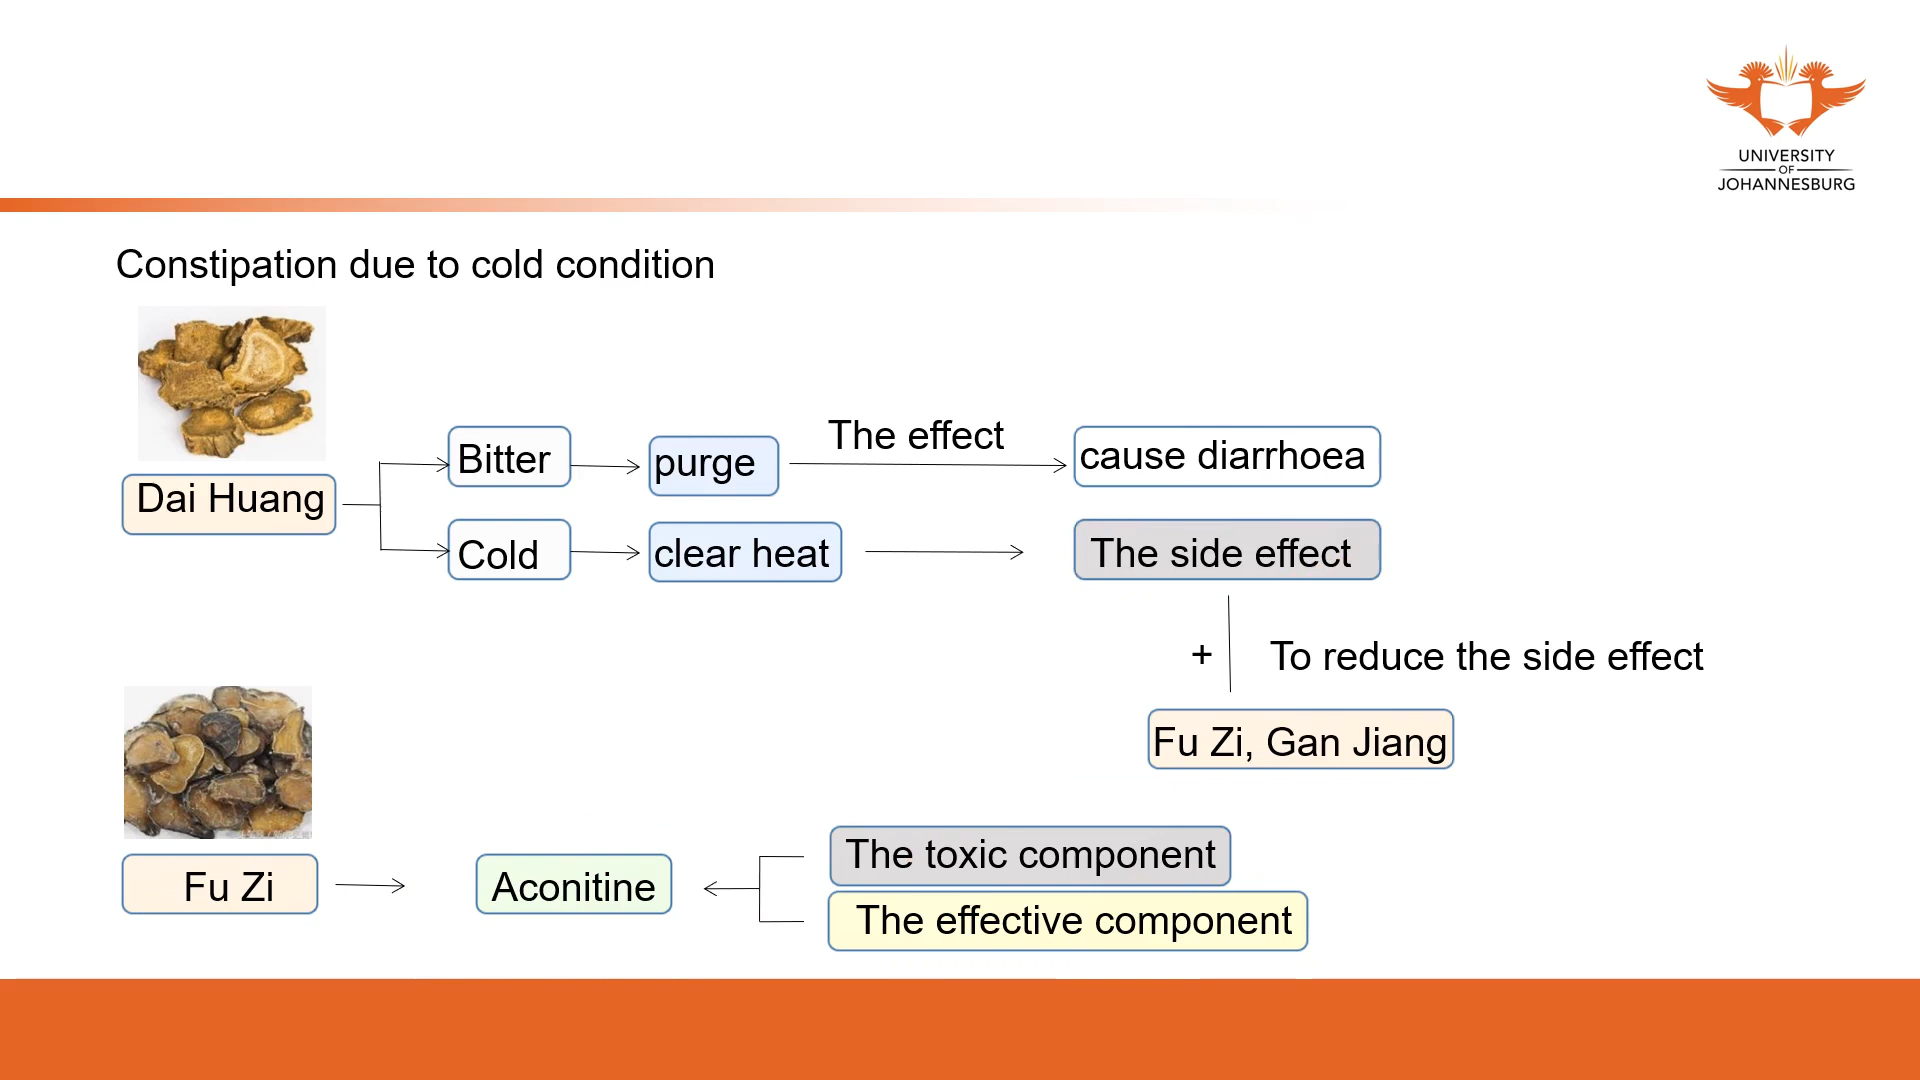 UNIVERSITY
OF
JOHANNESBURG
Constipation due to cold condition
Dai Huang
Bitter
purge
The effect
cause diarrhoea
Cold
clear heat
The side effect
+
To reduce the side effect
Fu Zi, Gan Jiang
Fu Zi
Aconitine
The toxic component
The effective component